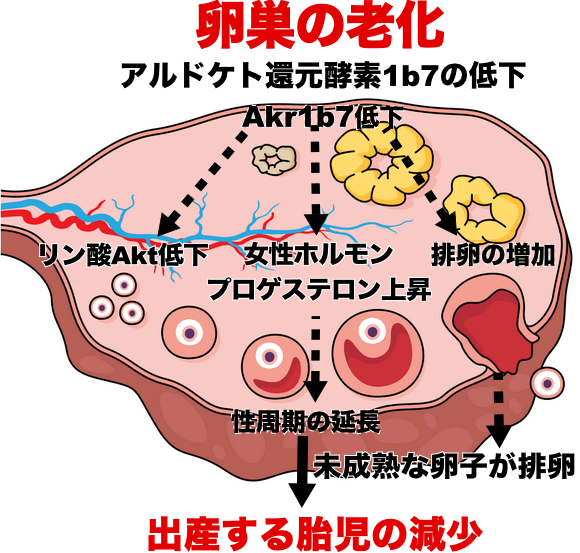 卵巣の老化
アルドケト還元酵素1b7の低下
Akr1b7低下
リン酸Akt低下
女性ホルモン
プロゲステロン上昇
排卵の増加
性周期の延長
未成熟な卵子が排卵
出産する胎児の減少